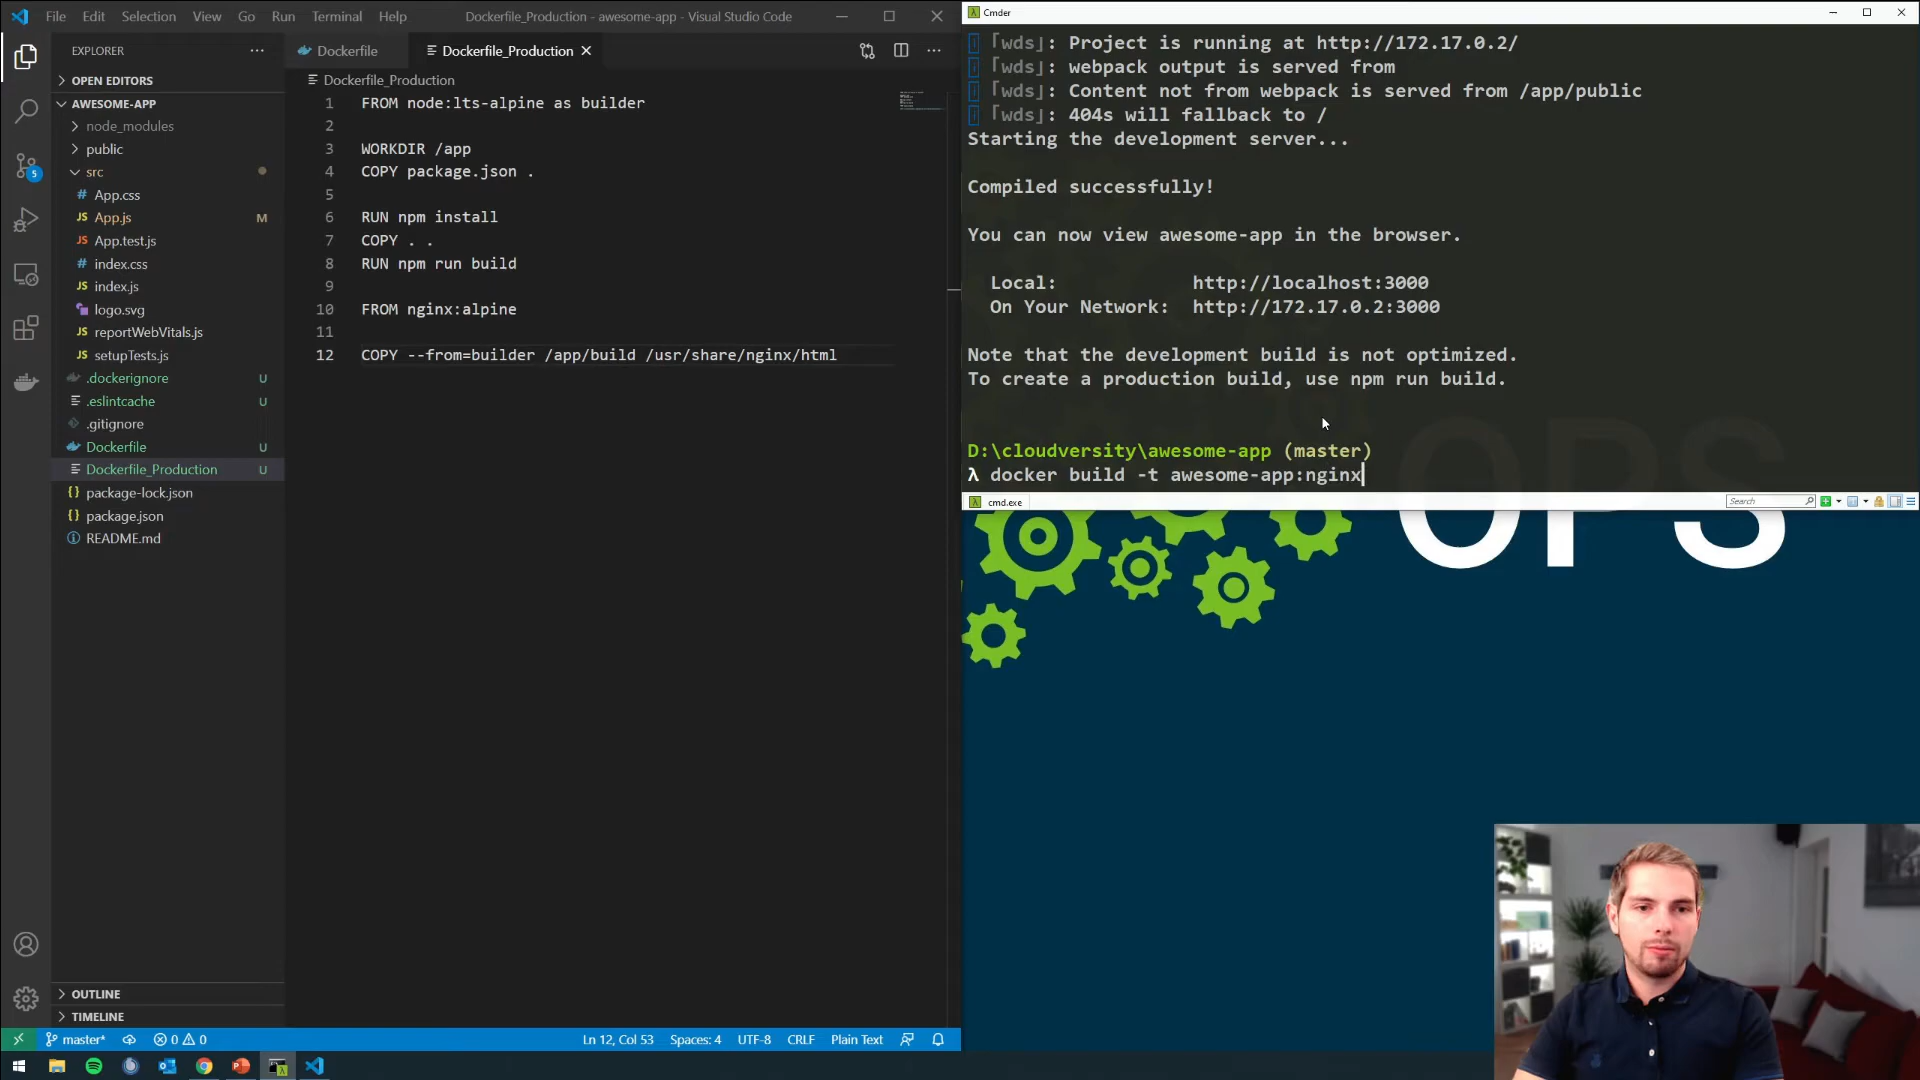 File Edit Selection View Go Run Terminal Help
Dockerfile_Production - awesome-app - Visual Studio Code
EXPLORER
OPEN EDITORS
AWESOME-APP
node_modules
public
src
# App.css
JS App.js M
JS App.test.js
# index.css
JS index.js
logo.svg
JS reportWebVitals.js
JS setupTests.js
.dockerignore U
.eslintcache U
.gitignore
Dockerfile U
Dockerfile_Production U
{} package-lock.json
{} package.json
README.md
OUTLINE
TIMELINE
5
Dockerfile
Dockerfile_Production
Dockerfile_Production
1 FROM node:lts-alpine as builder
2
3 WORKDIR /app
4 COPY package.json .
5
6 RUN npm install
7 COPY . .
8 RUN npm run build
9
10 FROM nginx:alpine
11
12 COPY --from=builder /app/build /usr/share/nginx/html
master* 0 0
Ln 12, Col 53 Spaces: 4 UTF-8 CRLF Plain Text
Cmder
i ｢wds｣: Project is running at http://172.17.0.2/
i ｢wds｣: webpack output is served from
i ｢wds｣: Content not from webpack is served from /app/public
i ｢wds｣: 404s will fallback to /
Starting the development server...
Compiled successfully!
You can now view awesome-app in the browser.
Local: http://localhost:3000
On Your Network: http://172.17.0.2:3000
Note that the development build is not optimized.
To create a production build, use npm run build.
D:\cloudversity\awesome-app (master)
λ docker build -t awesome-app:nginx
cmd.exe
Search
OPS